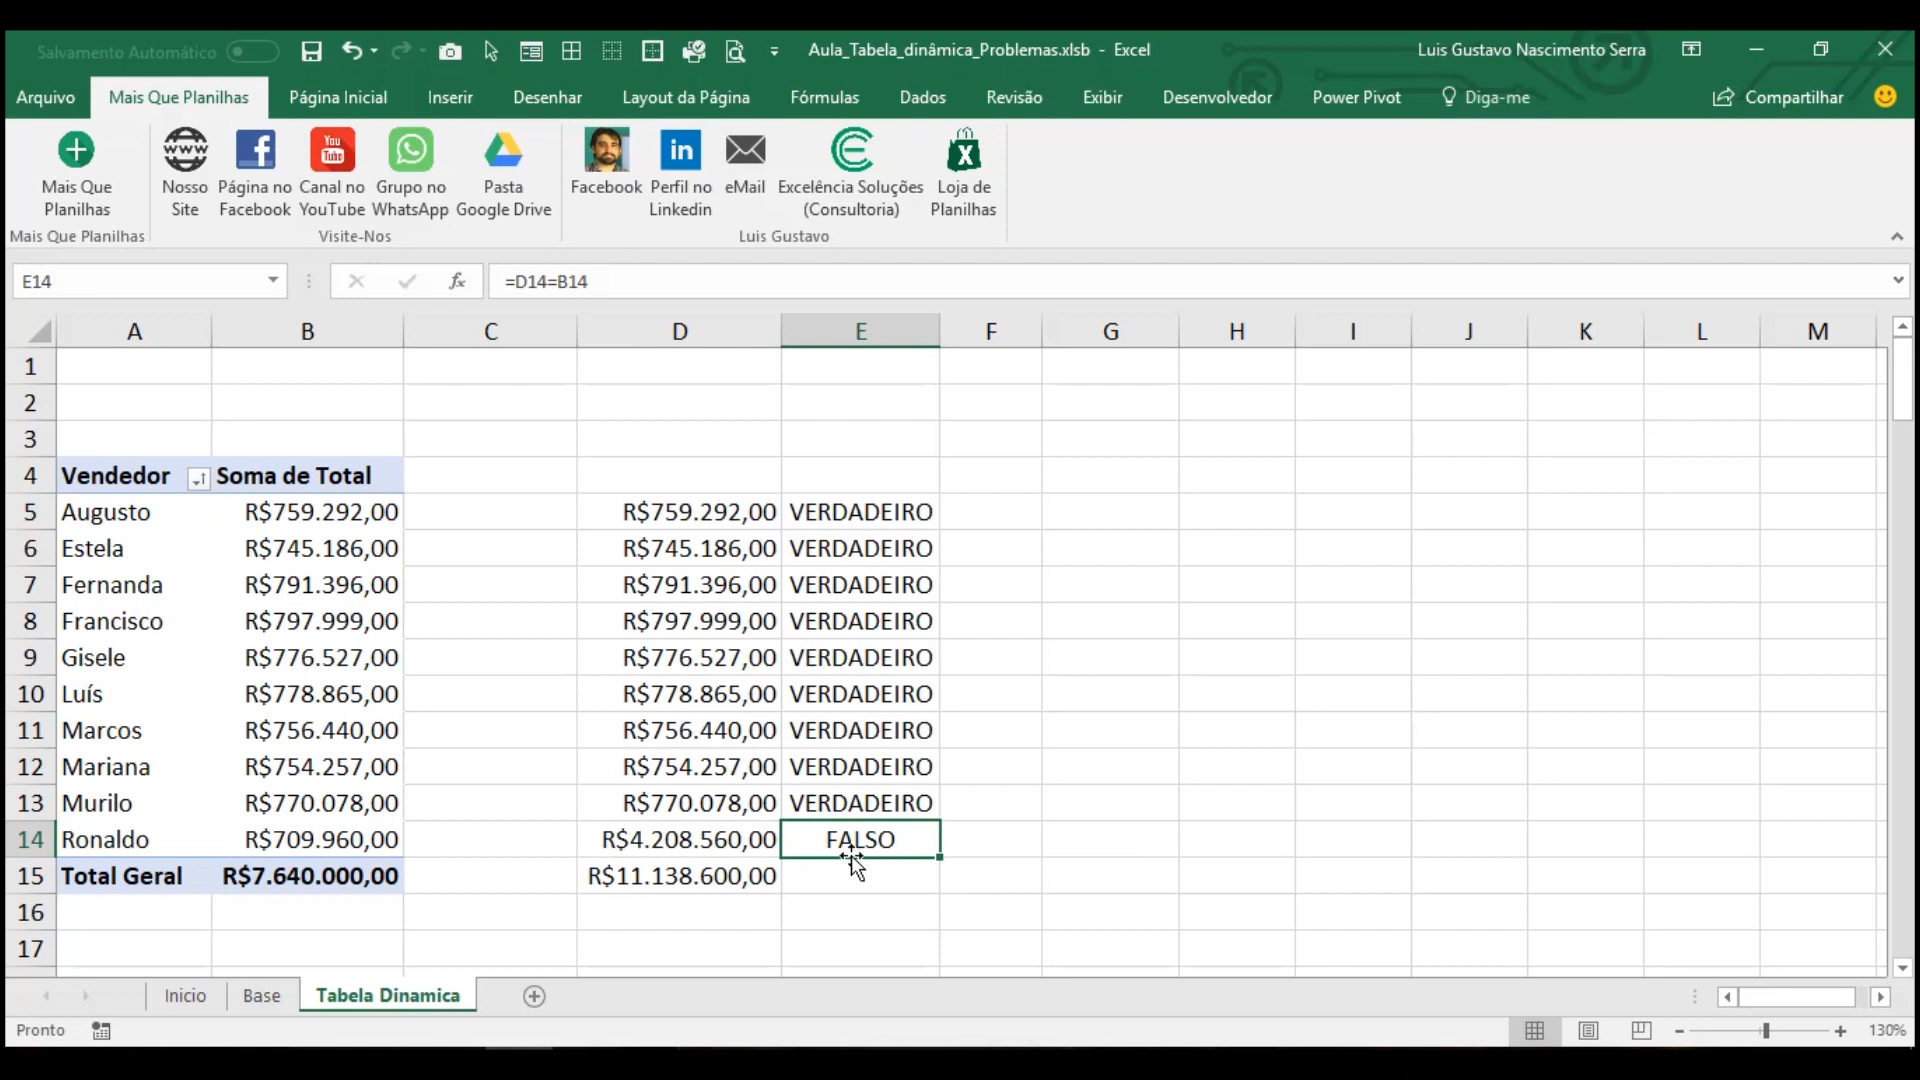 Salvamento Automático
Aula_Tabela_dinâmica_Problemas.xlsb - Excel
Luis Gustavo Nascimento Serra
Arquivo Mais Que Planilhas Página Inicial Inserir Desenhar Layout da Página Fórmulas Dados Revisão Exibir Desenvolvedor Power Pivot Diga-me Compartilhar
Mais Que Planilhas
www Nosso Site
Página no Facebook
You Tube Canal no YouTube
Grupo no WhatsApp
Pasta Google Drive
Facebook
in Perfil no Linkedin
eMail
Excelência Soluções (Consultoria)
X Loja de Planilhas
Mais Que Planilhas Visite-Nos Luis Gustavo
E14 fx =D14=B14
A B C D E F G H I J K L M
1
2
3
4 Vendedor Soma de Total
5 Augusto R$759.292,00 R$759.292,00 VERDADEIRO
6 Estela R$745.186,00 R$745.186,00 VERDADEIRO
7 Fernanda R$791.396,00 R$791.396,00 VERDADEIRO
8 Francisco R$797.999,00 R$797.999,00 VERDADEIRO
9 Gisele R$776.527,00 R$776.527,00 VERDADEIRO
10 Luís R$778.865,00 R$778.865,00 VERDADEIRO
11 Marcos R$756.440,00 R$756.440,00 VERDADEIRO
12 Mariana R$754.257,00 R$754.257,00 VERDADEIRO
13 Murilo R$770.078,00 R$770.078,00 VERDADEIRO
14 Ronaldo R$709.960,00 R$4.208.560,00 FALSO
15 Total Geral R$7.640.000,00 R$11.138.600,00
16
17
Inicio Base Tabela Dinamica
Pronto 130%